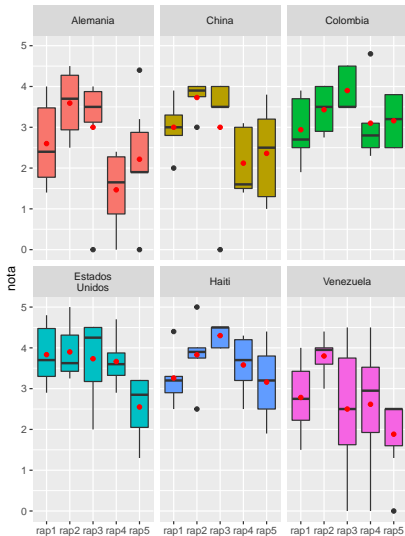 Alemania China Colombia
5
4
3
2
1
0
Estados
Unidos
Haiti Venezuela
5
4
3
2
1
0
nota
rap1 rap2 rap3 rap4 rap5 rap1 rap2 rap3 rap4 rap5 rap1 rap2 rap3 rap4 rap5